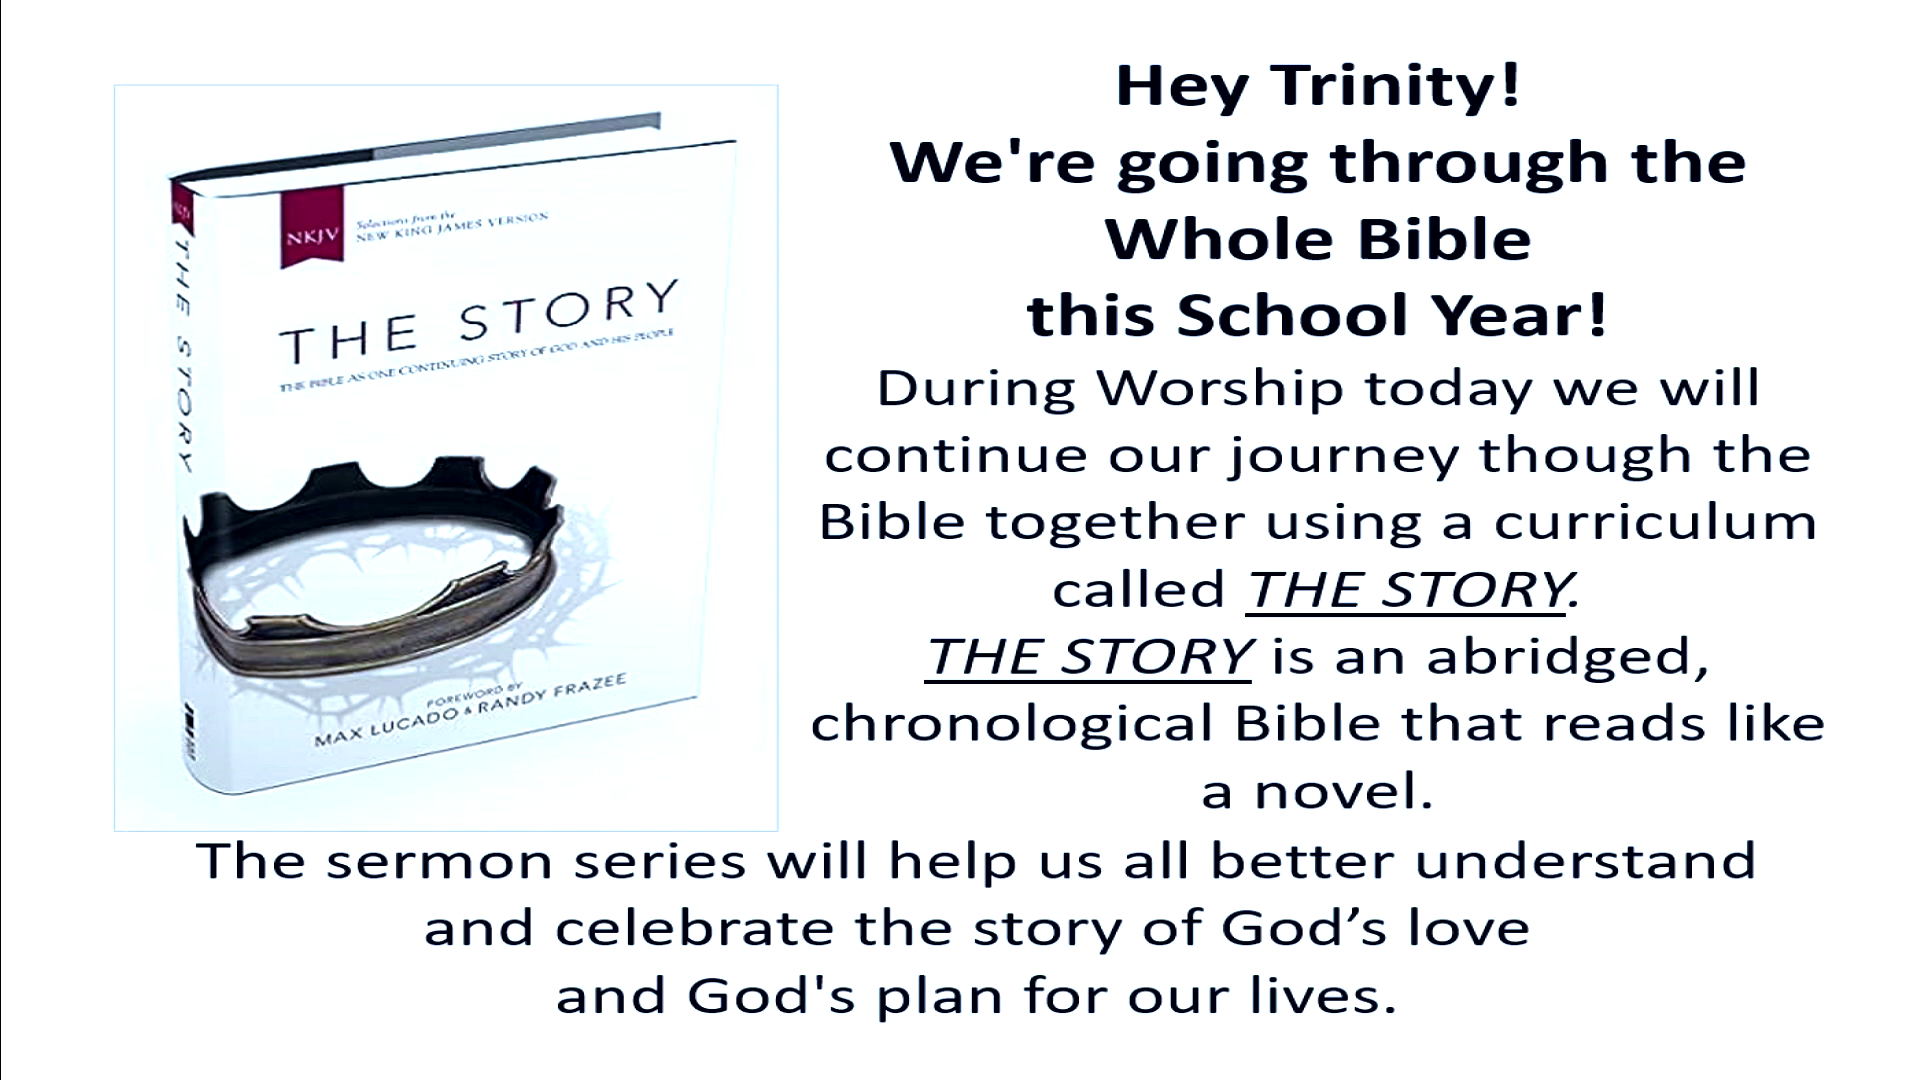 Hey Trinity!
We're going through the
Whole Bible
this School Year!
During Worship today we will
continue our journey though the
Bible together using a curriculum
called THE STORY.
THE STORY is an abridged,
chronological Bible that reads like
a novel.
The sermon series will help us all better understand
and celebrate the story of God’s love
and God's plan for our lives.
NKJV
THE STORY
NKJV
Selections from the
NEW KING JAMES VERSION
THE STORY
THE BIBLE AS ONE CONTINUING STORY OF GOD AND HIS PEOPLE
FOREWORD BY
MAX LUCADO & RANDY FRAZEE